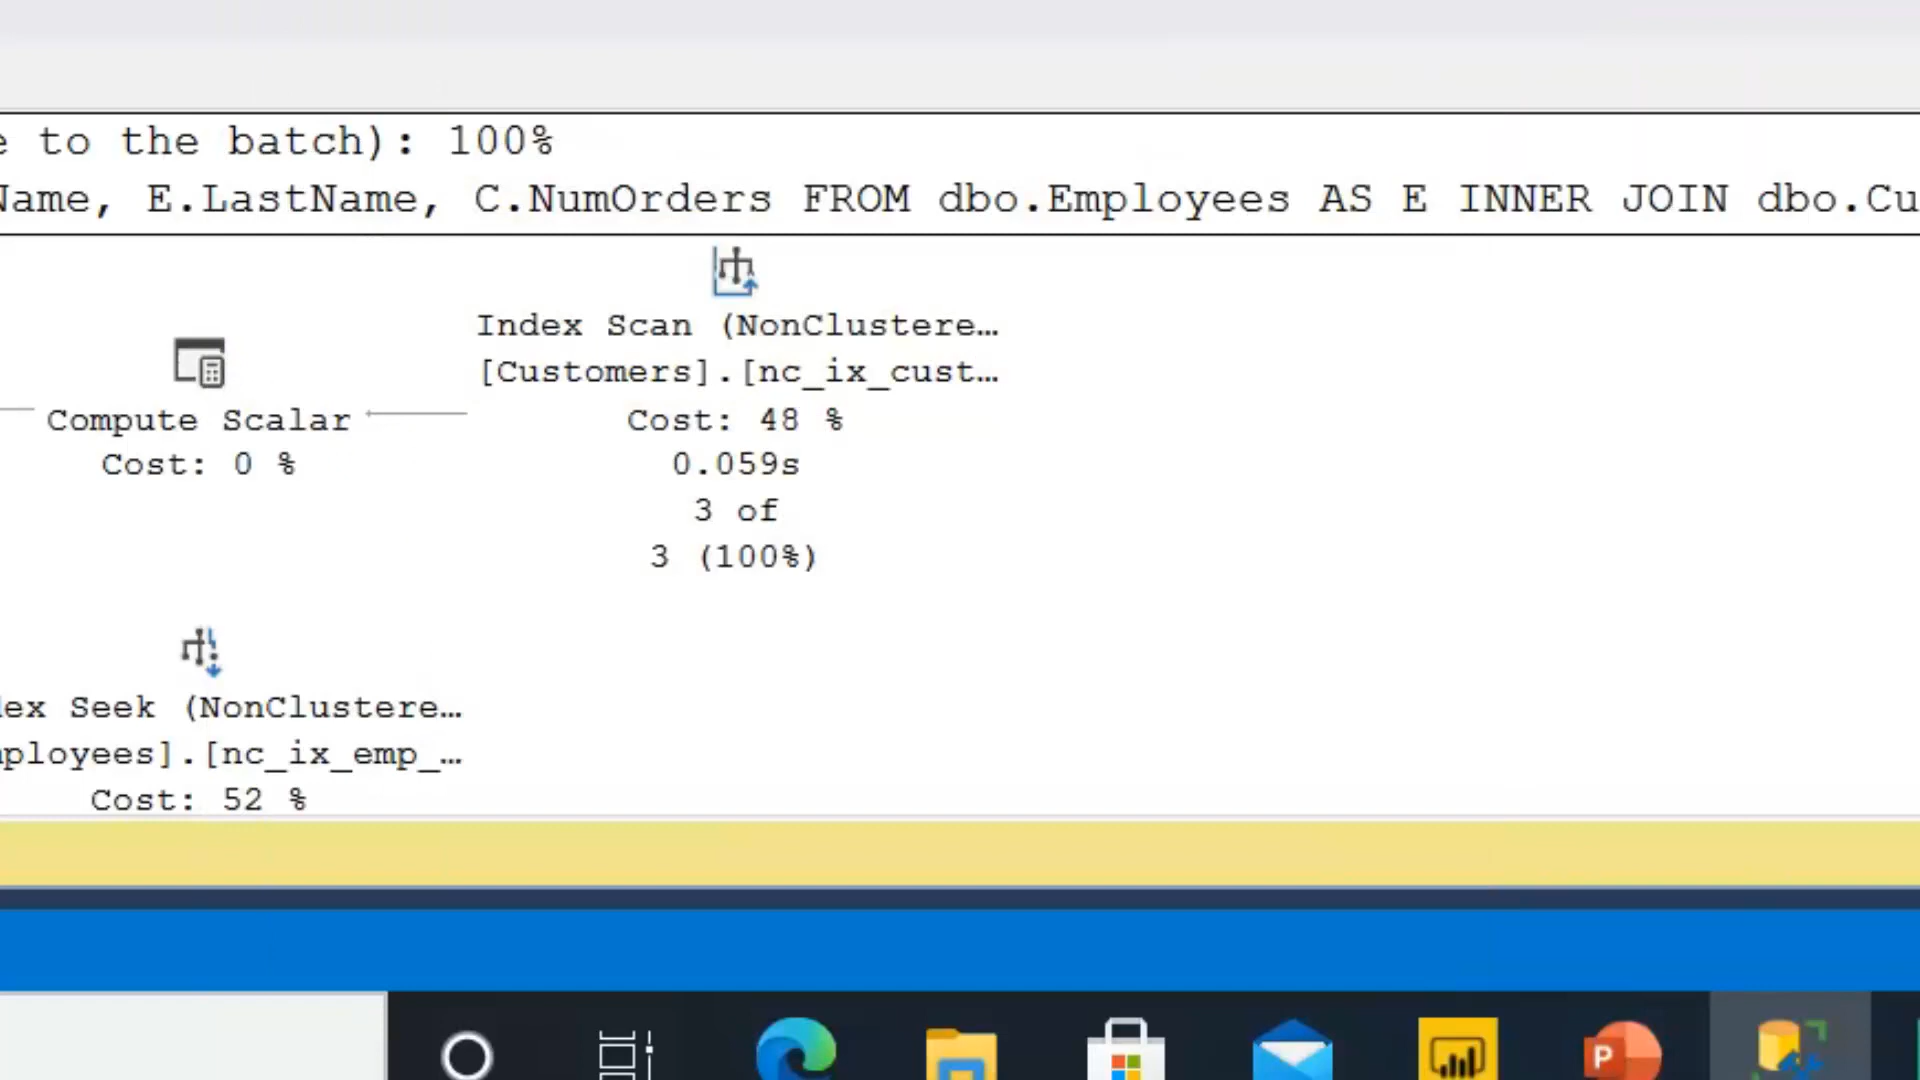 to the batch): 100%
Name, E.LastName, C.NumOrders FROM dbo.Employees AS E INNER JOIN dbo.Cu
Index Scan (NonClustere…
[Customers].[nc_ix_cust…
Cost: 48 %
0.059s
3 of
3 (100%)
Compute Scalar
Cost: 0 %
ex Seek (NonClustere…
ployees].[nc_ix_emp_…
Cost: 52 %
P